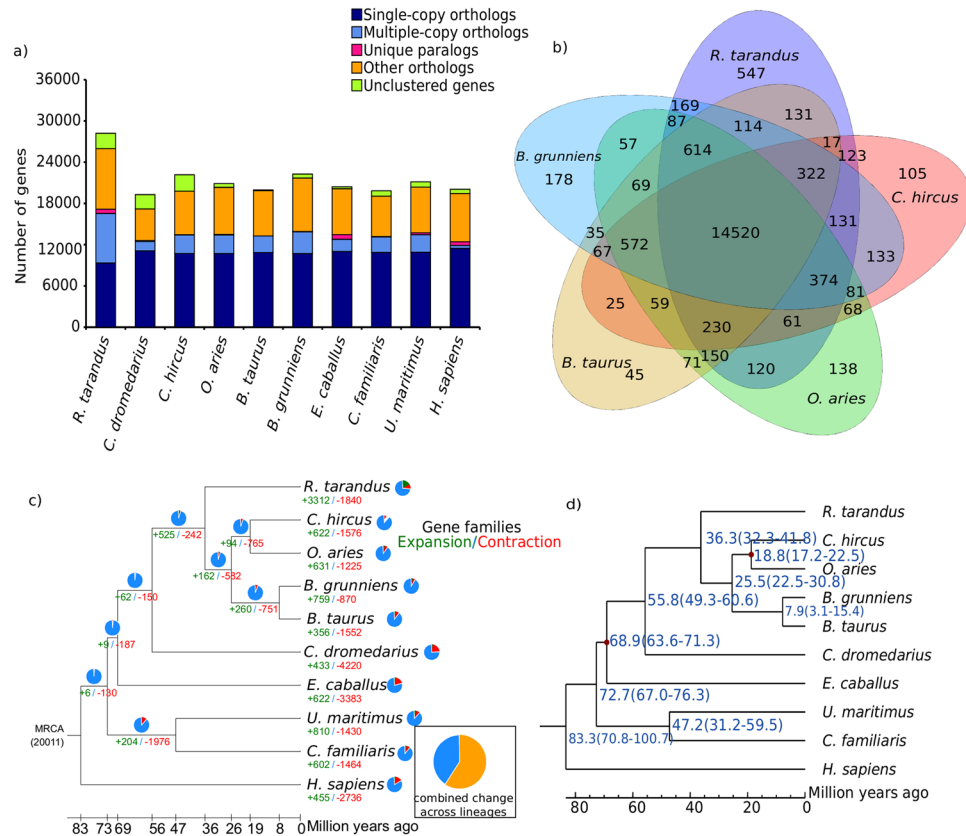 a)
Single-copy orthologs
Multiple-copy orthologs
Unique paralogs
Other orthologs
Unclustered genes
Number of genes
36000
30000
24000
18000
12000
6000
0
R. tarandus
C. dromedarius
C. hircus
O. aries
B. taurus
B. grunniens
E. caballus
C. familiaris
U. maritimus
H. sapiens
b)
R. tarandus
547
169
87
114
131
17
123
105
C. hircus
B. grunniens
178
57
614
322
69
131
133
35
67
572
14520
374
81
68
25
59
230
61
B. taurus
45
71
150
120
138
O. aries
c)
R. tarandus
+3312 / -1840
+525 / -242
C. hircus
+622 / -1576
+94 / -765
O. aries
+631 / -1225
+162 / -582
B. grunniens
+759 / -870
+62 / -150
+260 / -751
B. taurus
+356 / -1552
+9 / -187
C. dromedarius
+433 / -4220
E. caballus
+622 / -3383
+6 / -130
U. maritimus
+810 / -1430
MRCA
(20011)
+204 / -1976
C. familiaris
+602 / -1464
H. sapiens
+455 / -2736
Gene families
Expansion/Contraction
combined change
across lineages
83 73 69 56 47 36 26 19 8 0 Million years ago
d)
R. tarandus
36.3(32.3-41.8)
C. hircus
18.8(17.2-22.5)
O. aries
25.5(22.5-30.8)
B. grunniens
55.8(49.3-60.6)
7.9(3.1-15.4)
B. taurus
68.9(63.6-71.3)
C. dromedarius
E. caballus
72.7(67.0-76.3)
U. maritimus
47.2(31.2-59.5)
83.3(70.8-100.7)
C. familiaris
H. sapiens
Million years ago
80 60 40 20 0